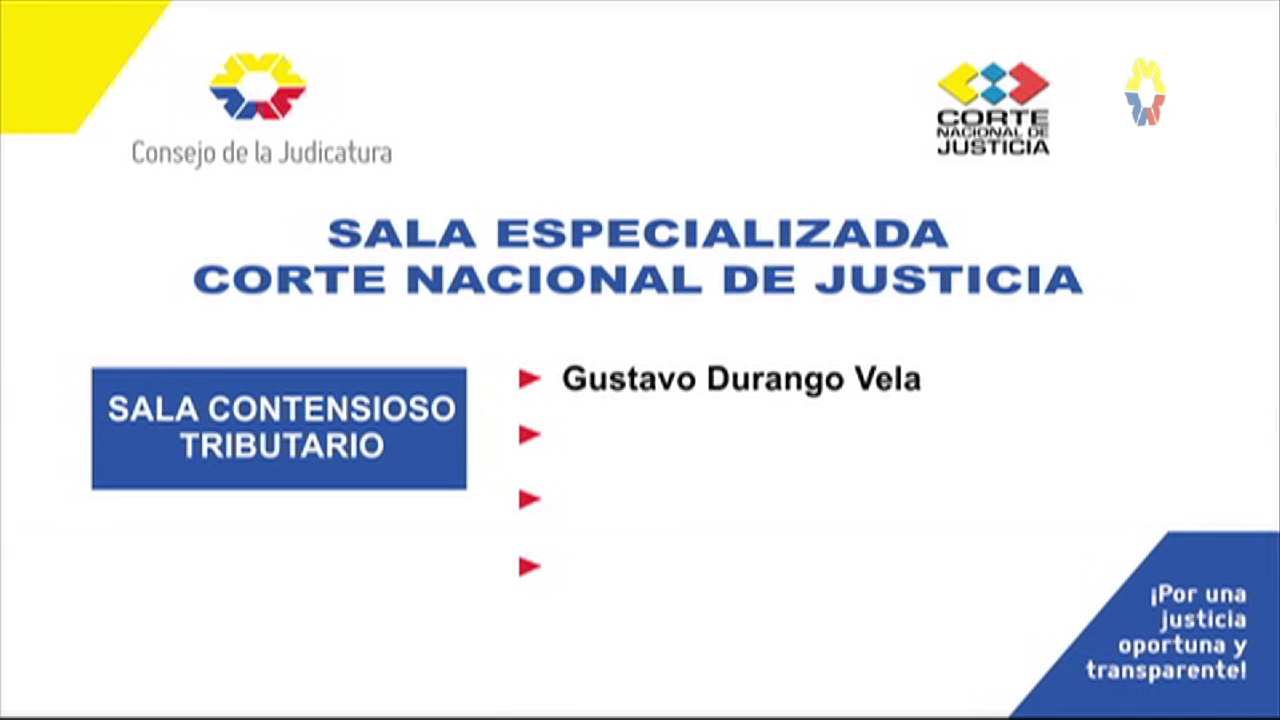 Consejo de la Judicatura
CORTE
NACIONAL DE
JUSTICIA
SALA ESPECIALIZADA
CORTE NACIONAL DE JUSTICIA
SALA CONTENSIOSO
TRIBUTARIO
Gustavo Durango Vela
¡Por una
justicia
oportuna y
transparente!